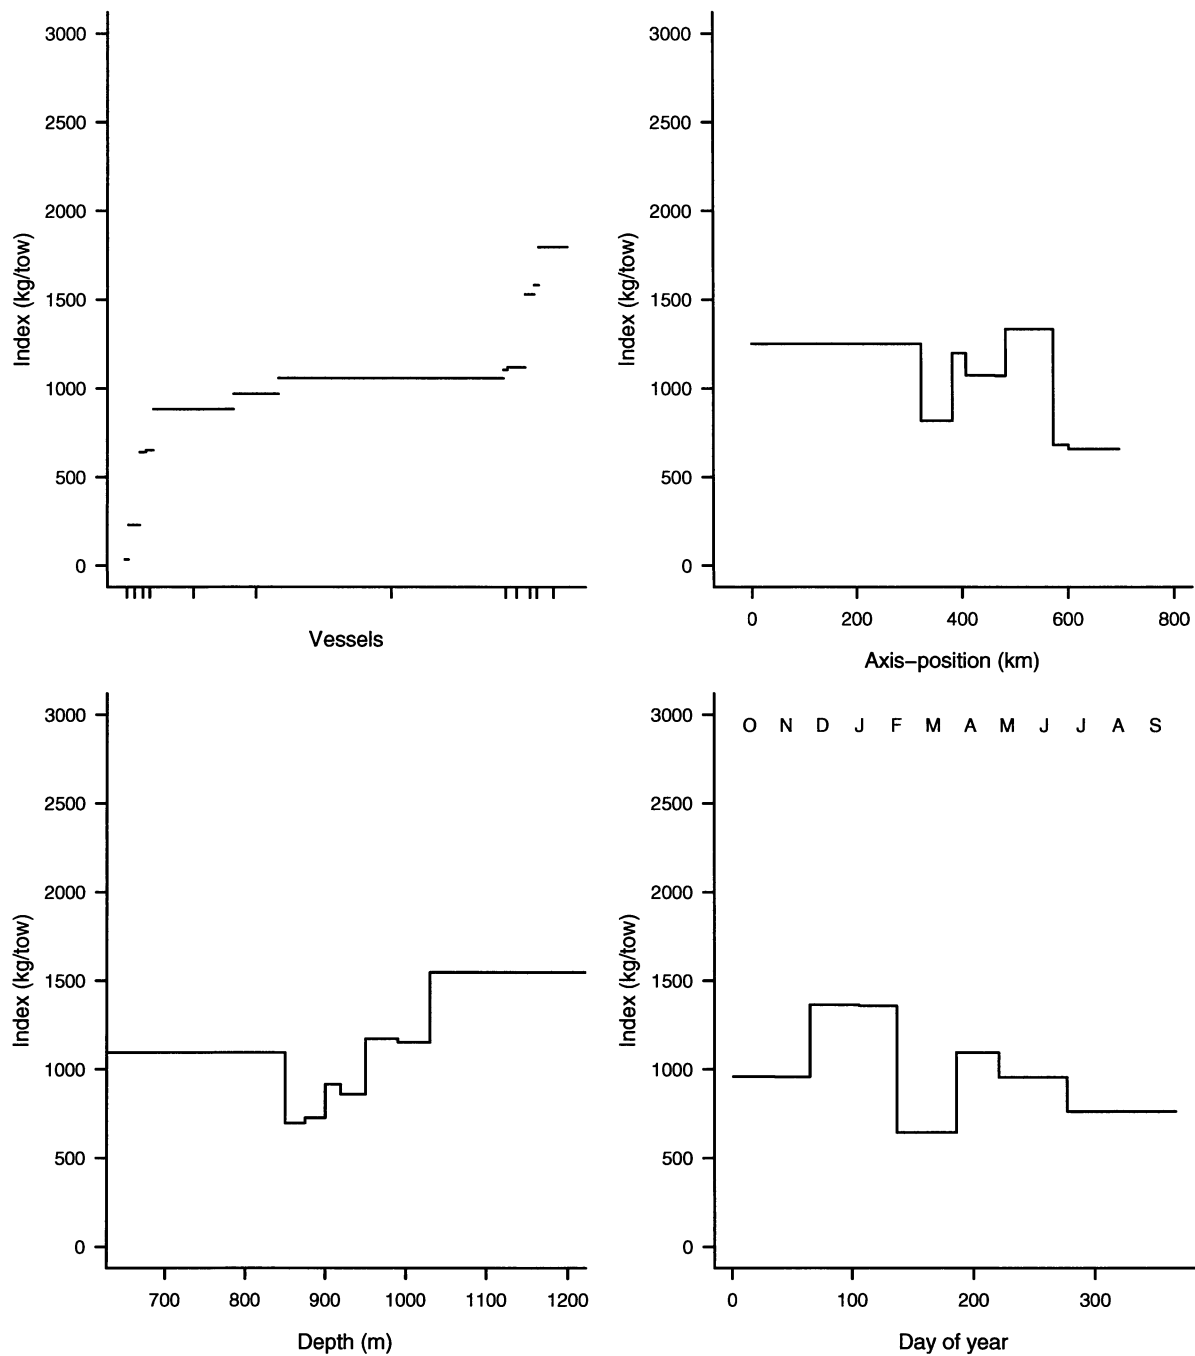 3000
2500
2000
1500
1000
500
0
Index (kg/tow)
Vessels
3000
2500
2000
1500
1000
500
0
Index (kg/tow)
0 200 400 600 800
Axis−position (km)
3000
2500
2000
1500
1000
500
0
Index (kg/tow)
700 800 900 1000 1100 1200
Depth (m)
O N D J F M A M J J A S
3000
2500
2000
1500
1000
500
0
Index (kg/tow)
0 100 200 300
Day of year